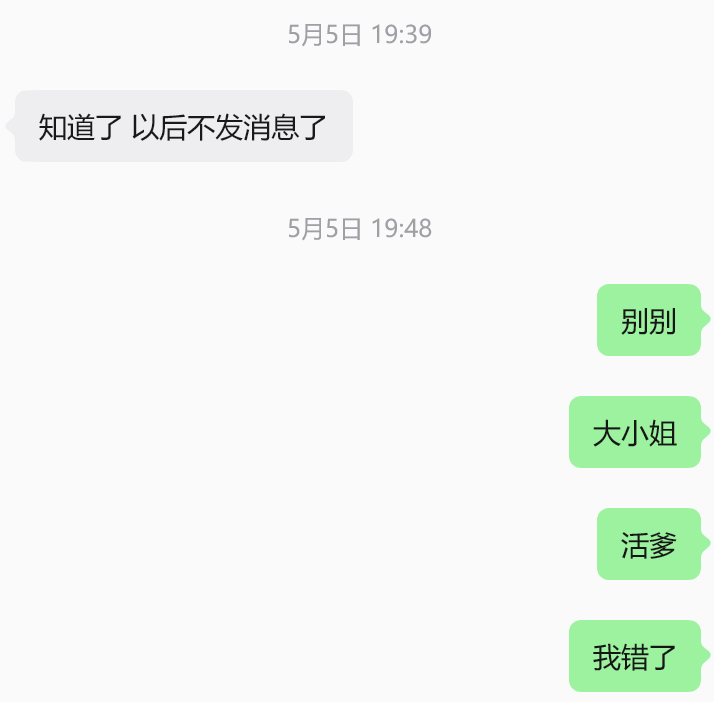 5月5日 19:39
知道了 以后不发消息了
5月5日 19:48
别别
大小姐
活爹
我错了